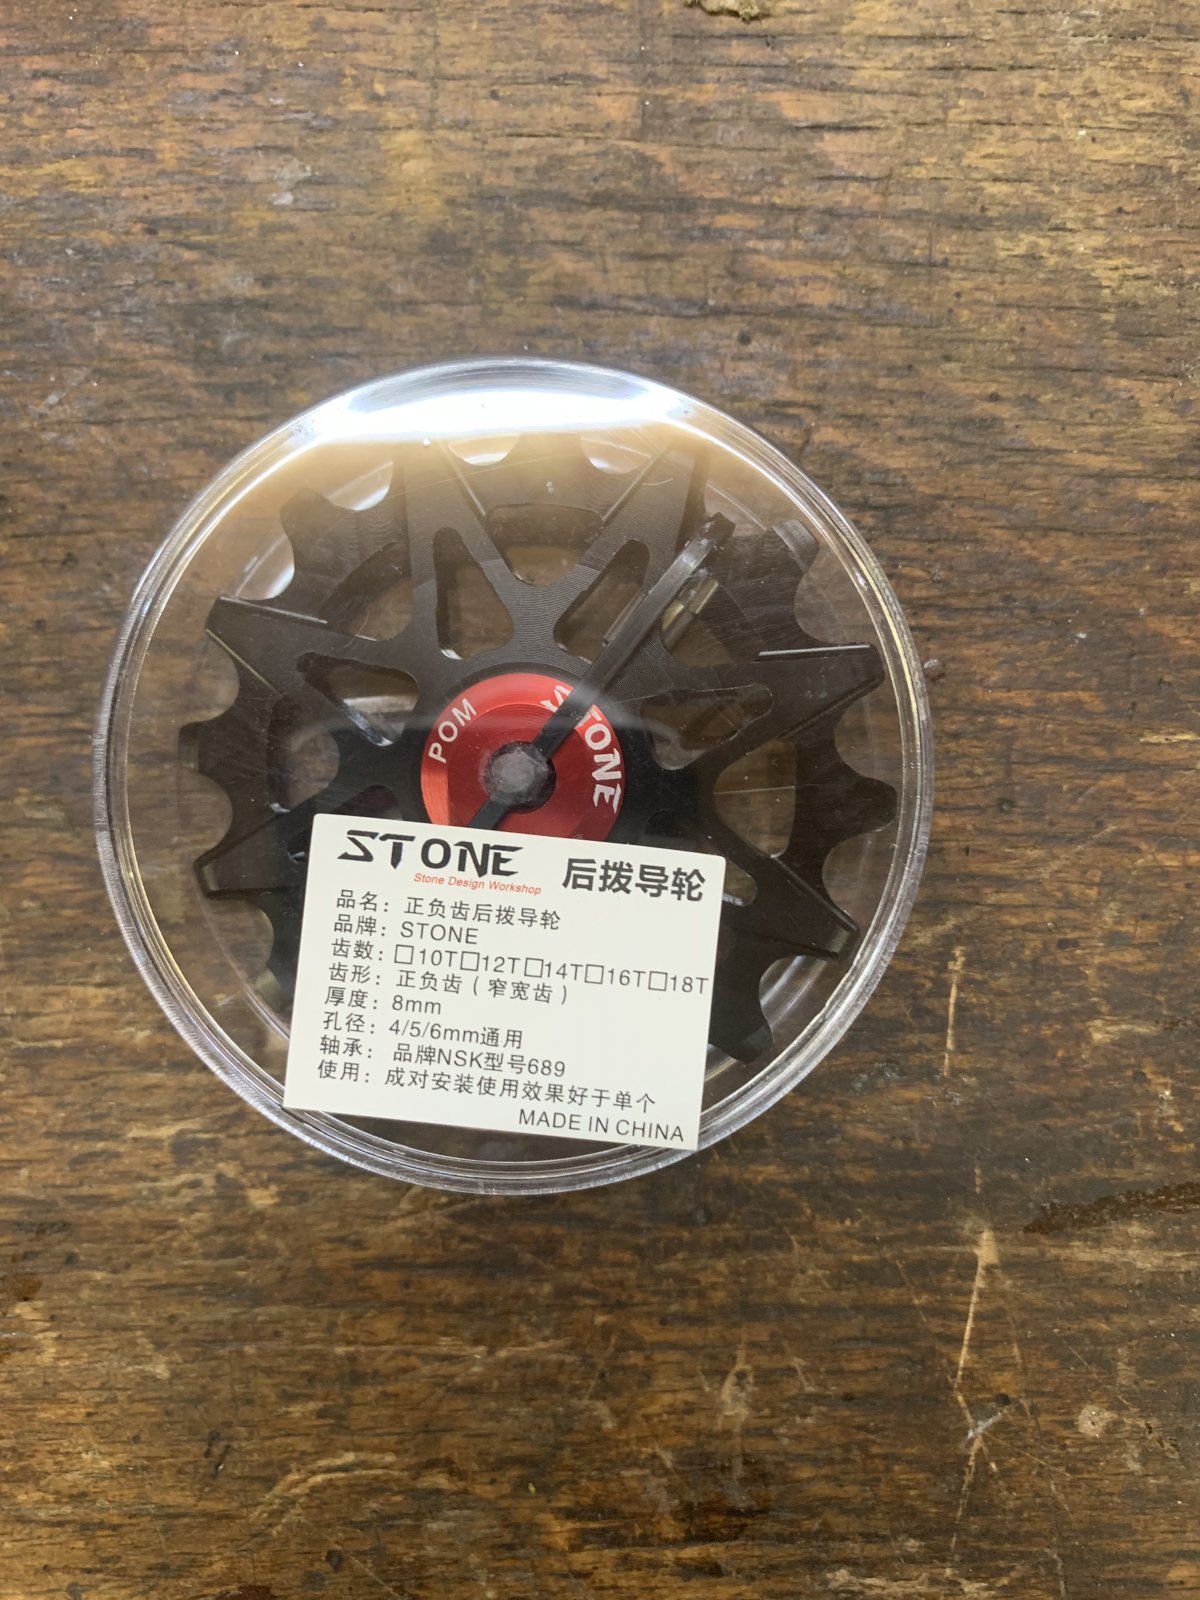 POM
STONE
STONE
Stone Design Workshop
后拨导轮
品名：正负齿后拨导轮
品牌：STONE
齿数：□10T□12T□14T□16T□18T
齿形：正负齿（窄宽齿）
厚度：8mm
孔径：4/5/6mm通用
轴承：品牌NSK型号689
使用：成对安装使用效果好于单个
MADE IN CHINA